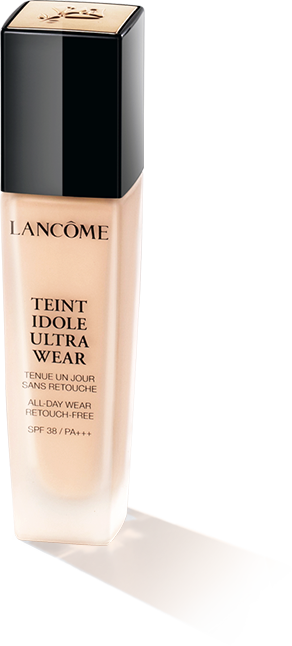 LANCÔME
TEINT
IDOLE
ULTRA
WEAR
TENUE UN JOUR
SANS RETOUCHE
ALL-DAY WEAR
RETOUCH-FREE
SPF 38 / PA+++